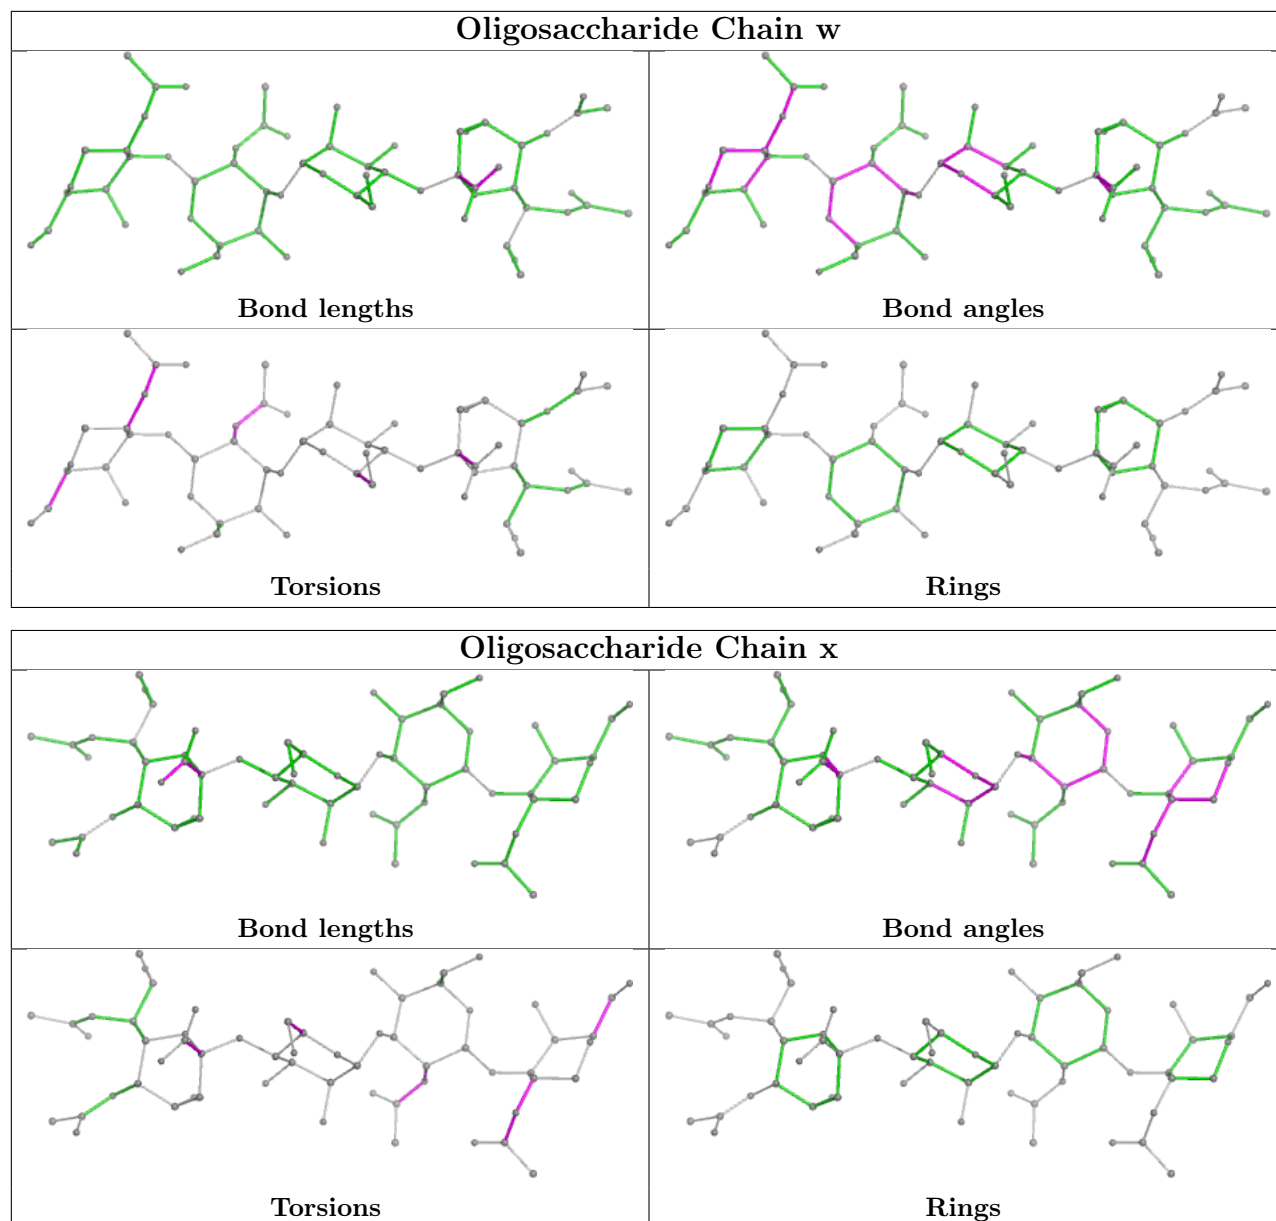 Oligosaccharide Chain w
Bond lengths
Bond angles
Torsions
Rings
Oligosaccharide Chain x
Bond lengths
Bond angles
Torsions
Rings